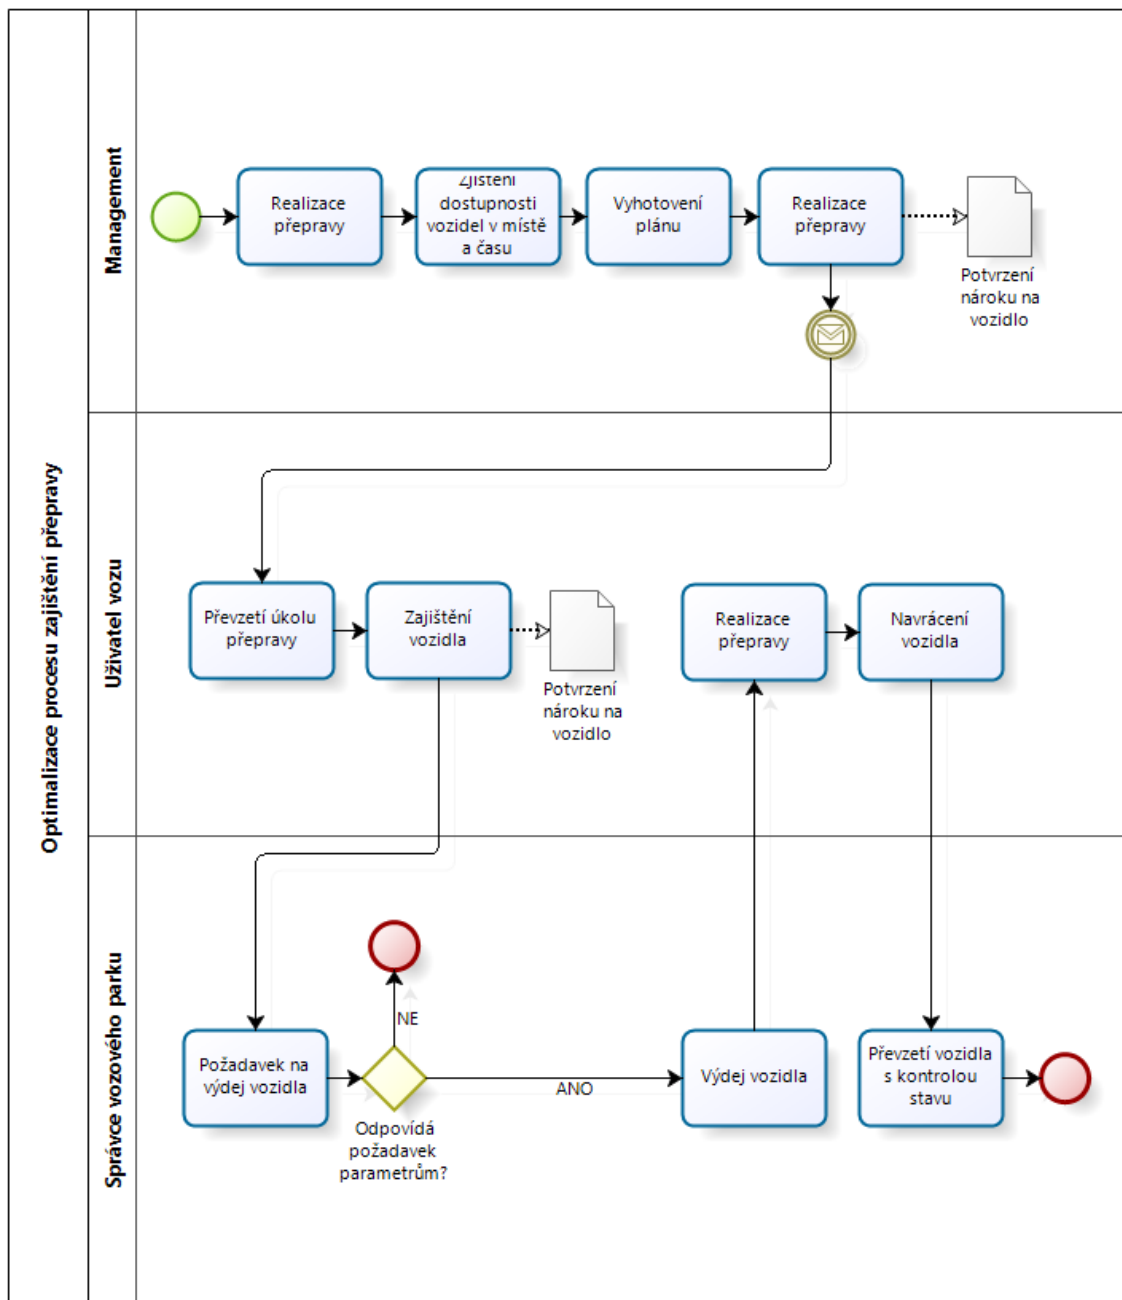 Optimalizace procesu zajištění přepravy
Management
Realizace
přepravy
Zjištění
dostupnosti
vozidel v místě
a času
Vyhotovení
plánu
Realizace
přepravy
Potvrzení
nároku na
vozidlo
Uživatel vozu
Převzetí úkolu
přepravy
Zajištění
vozidla
Potvrzení
nároku na
vozidlo
Realizace
přepravy
Navrácení
vozidla
Správce vozového parku
Požadavek na
výdej vozidla
NE
Odpovídá
požadavek
parametrům?
ANO
Výdej vozidla
Převzetí vozidla
s kontrolou
stavu